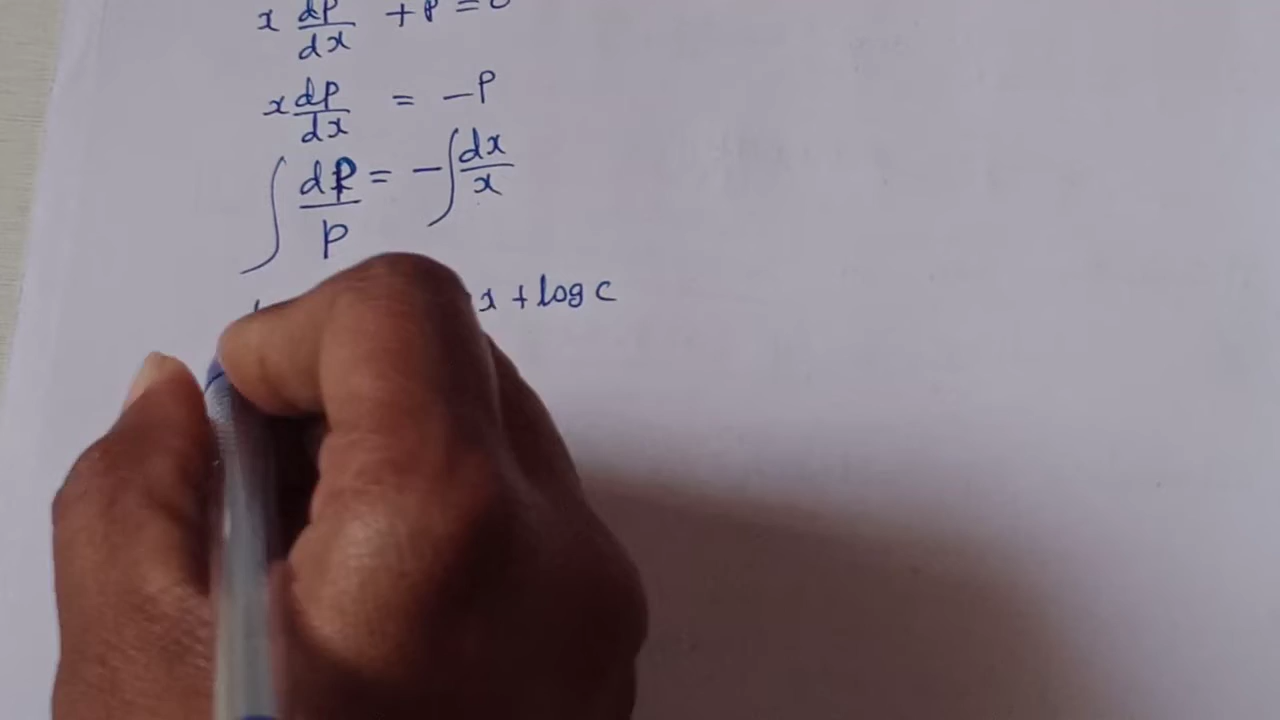 x dp/dx + p = 0
x dp/dx = -p
∫ dp/p = -∫ dx/x
x + log c